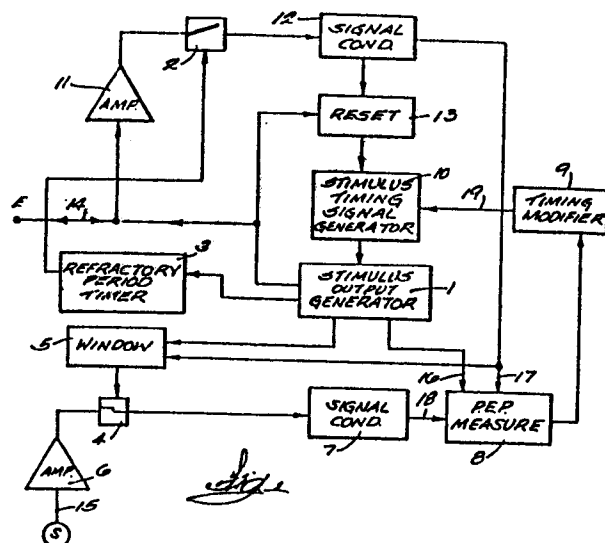 12
SIGNAL
COND.
2
11
AMP.
RESET
13
10
STIMULUS
TIMING
SIGNAL
GENERATOR
9
TIMING
MODIFIER
19
E
14
3
REFRACTORY
PERIOD
TIMER
STIMULUS
OUTPUT
GENERATOR
1
5
WINDOW
16
17
4
SIGNAL
COND.
7
18
P.E.P.
MEASURE
8
AMP.
6
15
S